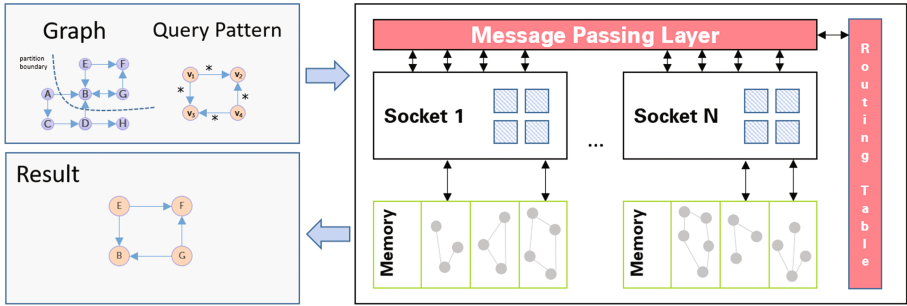 Graph
Query Pattern
partition
boundary
E F
A B G
C D H
v1 * v2
* *
v3 * v4
Result
E F
B G
Message Passing Layer
Socket 1
...
Socket N
Memory
Memory
Routing Table